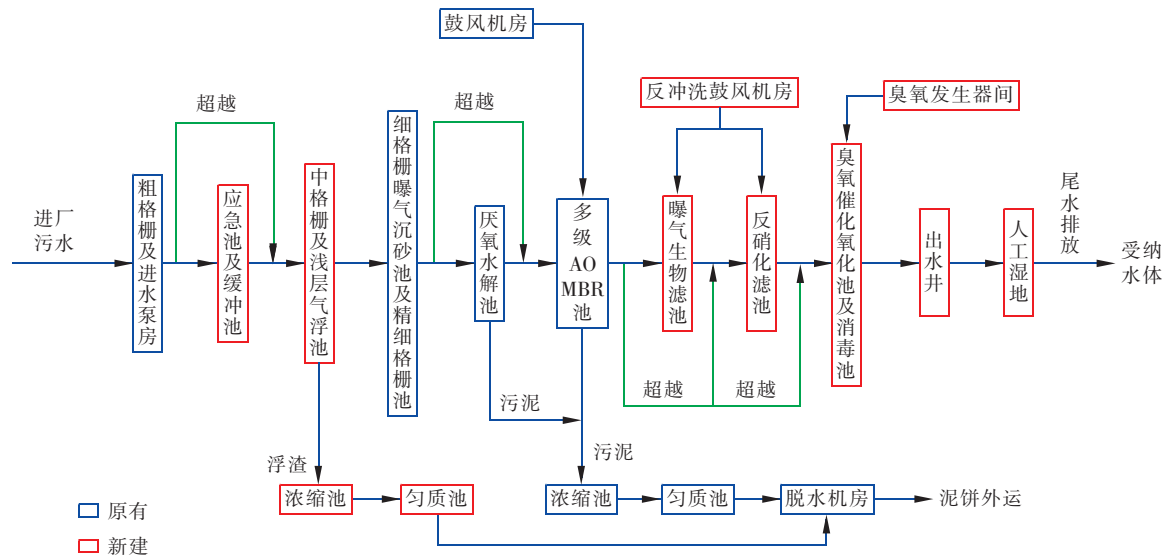 鼓风机房
反冲洗鼓风机房
臭氧发生器间
超越
超越
进厂
污水
粗格栅及进水泵房
应急池及缓冲池
中格栅及浅层气浮池
细格栅曝气沉砂池及精细格栅池
厌氧水解池
多级
AO
MBR
池
曝气生物滤池
反硝化滤池
臭氧催化氧化池及消毒池
出水井
人工湿地
尾水排放
受纳
水体
超越
超越
污泥
浮渣
污泥
浓缩池
匀质池
浓缩池
匀质池
脱水机房
泥饼外运
原有
新建